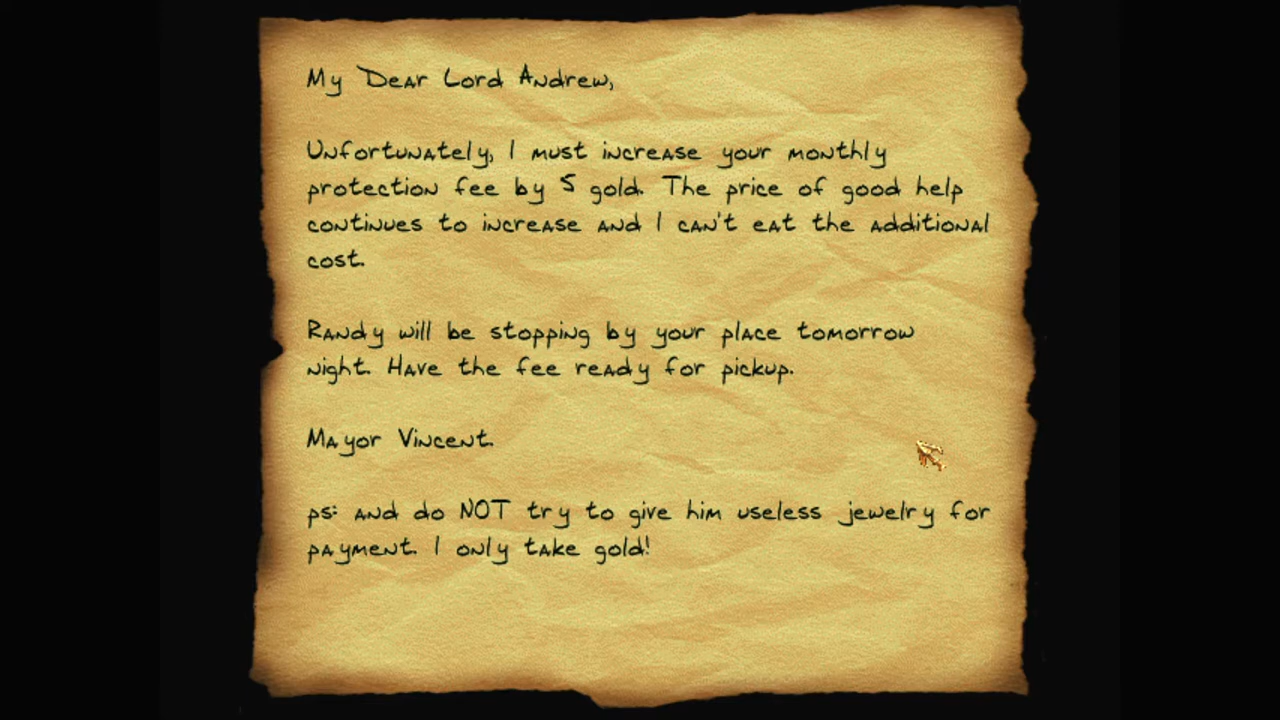 My Dear Lord Andrew,
Unfortunately, I must increase your monthly
protection fee by 5 gold. The price of good help
continues to increase and I can't eat the additional
cost.
Randy will be stopping by your place tomorrow
night. Have the fee ready for pickup.
Mayor Vincent.
ps: and do NOT try to give him useless jewelry for
payment. I only take gold!